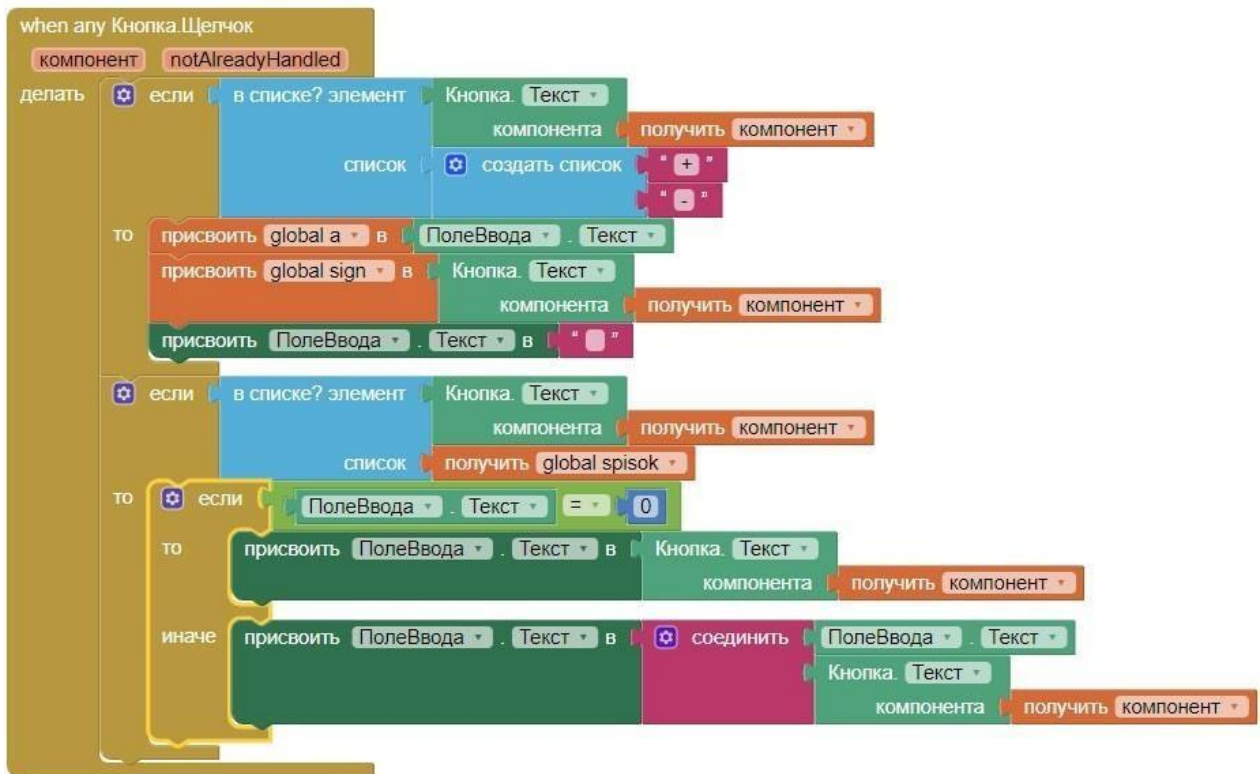 when any Кнопка.Щелчок
компонент notAlreadyHandled
делать если в списке? элемент Кнопка. Текст
компонента получить компонент
список создать список " + "
" - "
то присвоить global a в ПолеВвода . Текст
присвоить global sign в Кнопка. Текст
компонента получить компонент
присвоить ПолеВвода . Текст в " "
если в списке? элемент Кнопка. Текст
компонента получить компонент
список получить global spisok
то если ПолеВвода . Текст = 0
то присвоить ПолеВвода . Текст в Кнопка. Текст
компонента получить компонент
иначе присвоить ПолеВвода . Текст в соединить ПолеВвода . Текст
Кнопка. Текст
компонента получить компонент